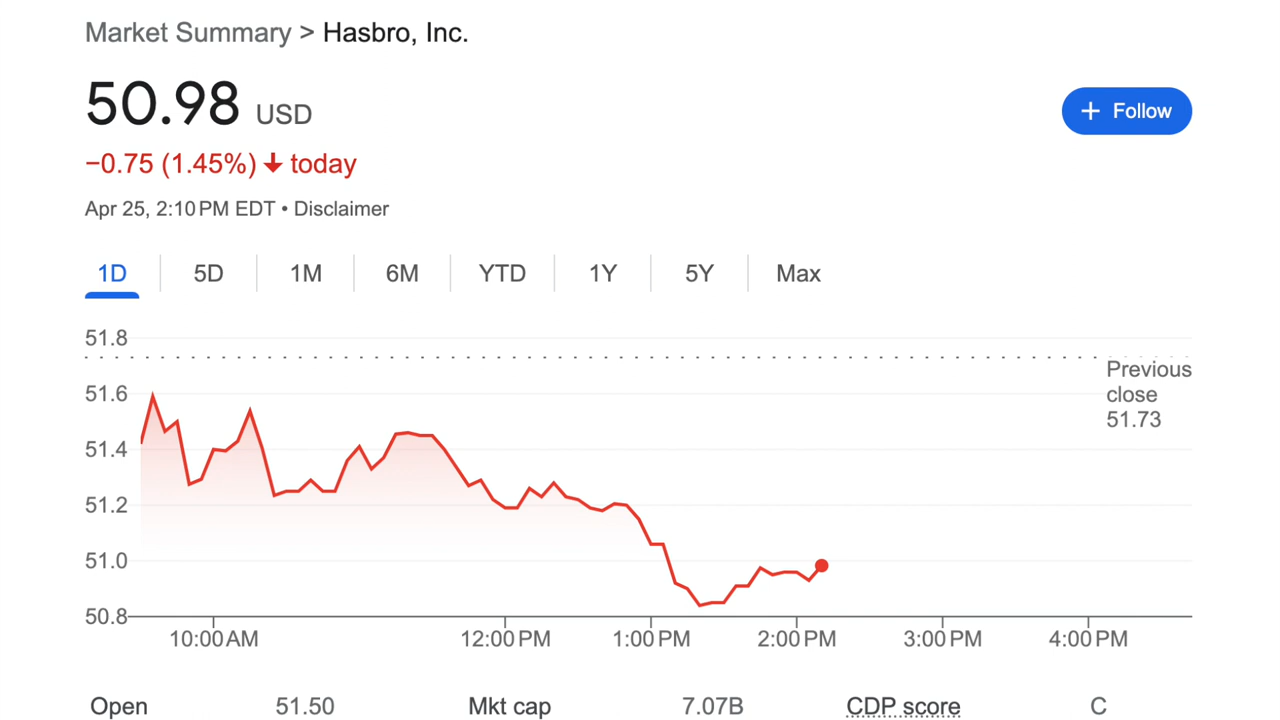 Market Summary > Hasbro, Inc.
50.98 USD
+ Follow
−0.75 (1.45%) ↓ today
Apr 25, 2:10 PM EDT • Disclaimer
1D 5D 1M 6M YTD 1Y 5Y Max
51.8
51.6
51.4
51.2
51.0
50.8
Previous
close
51.73
10:00 AM 12:00 PM 1:00 PM 2:00 PM 3:00 PM 4:00 PM
Open 51.50 Mkt cap 7.07B CDP score C